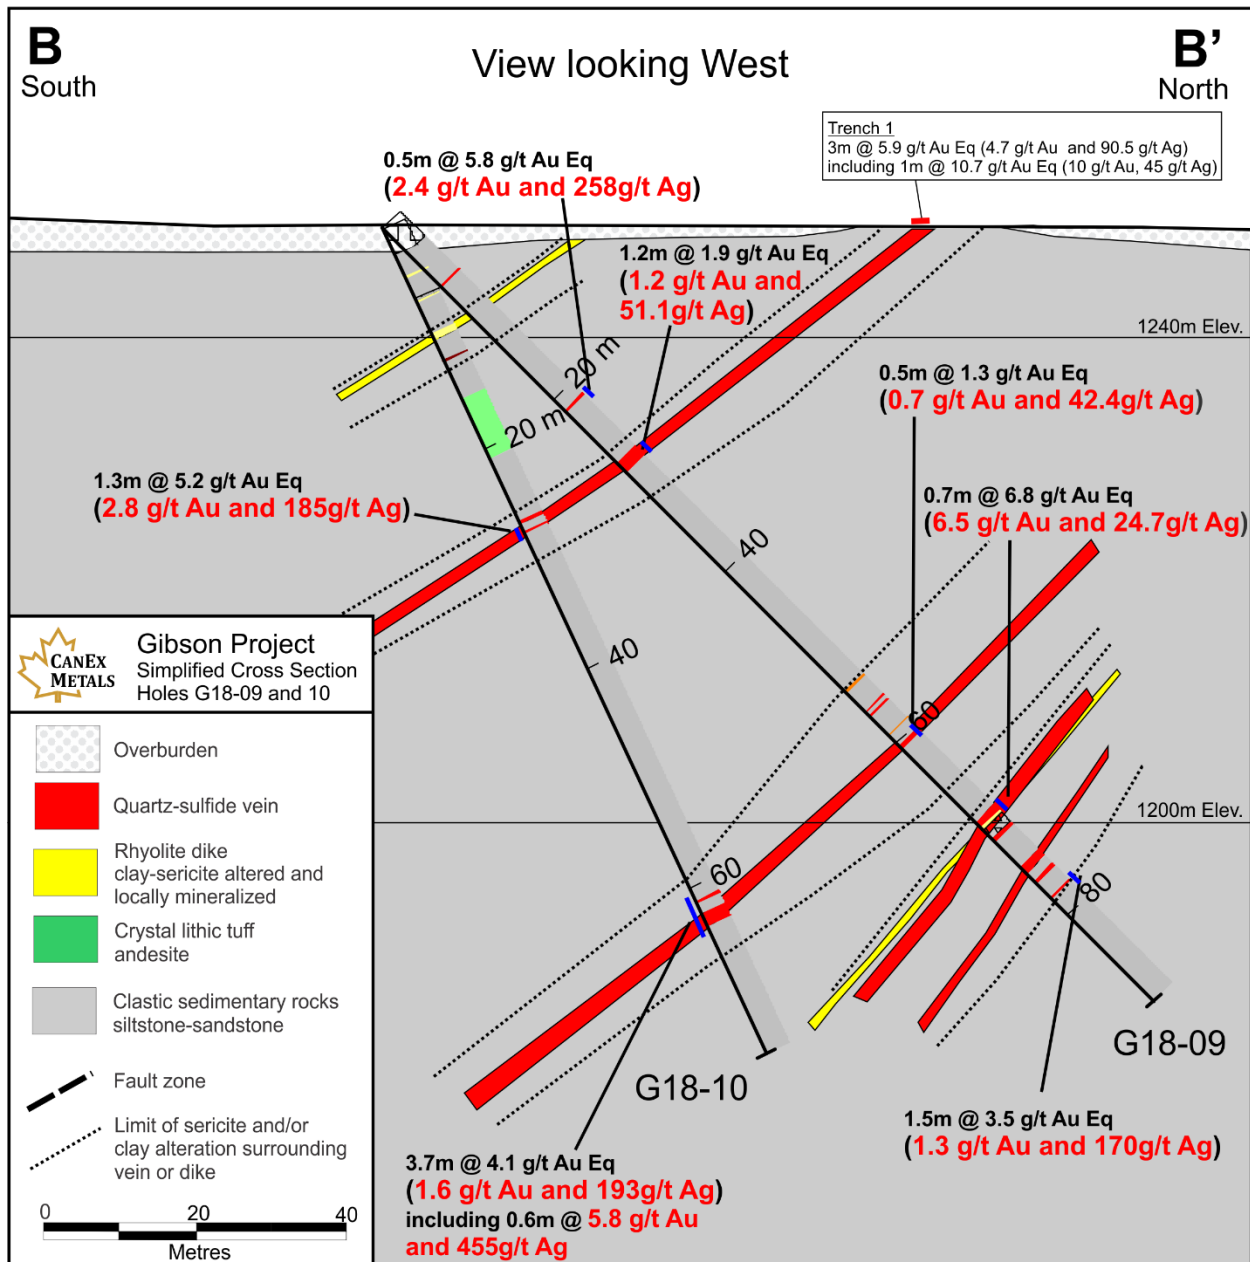 B
South
View looking West
B’
North
Trench 1
3m @ 5.9 g/t Au Eq (4.7 g/t Au and 90.5 g/t Ag)
including 1m @ 10.7 g/t Au Eq (10 g/t Au, 45 g/t Ag)
0.5m @ 5.8 g/t Au Eq
(2.4 g/t Au and 258g/t Ag)
1.2m @ 1.9 g/t Au Eq
(1.2 g/t Au and
51.1g/t Ag)
1240m Elev.
20 m
0.5m @ 1.3 g/t Au Eq
(0.7 g/t Au and 42.4g/t Ag)
20 m
1.3m @ 5.2 g/t Au Eq
(2.8 g/t Au and 185g/t Ag)
0.7m @ 6.8 g/t Au Eq
(6.5 g/t Au and 24.7g/t Ag)
40
40
60
1200m Elev.
60
80
G18-09
G18-10
1.5m @ 3.5 g/t Au Eq
(1.3 g/t Au and 170g/t Ag)
3.7m @ 4.1 g/t Au Eq
(1.6 g/t Au and 193g/t Ag)
including 0.6m @ 5.8 g/t Au
and 455g/t Ag
CANEX
METALS
Gibson Project
Simplified Cross Section
Holes G18-09 and 10
Overburden
Quartz-sulfide vein
Rhyolite dike
clay-sericite altered and
locally mineralized
Crystal lithic tuff
andesite
Clastic sedimentary rocks
siltstone-sandstone
Fault zone
Limit of sericite and/or
clay alteration surrounding
vein or dike
0 20 40
Metres